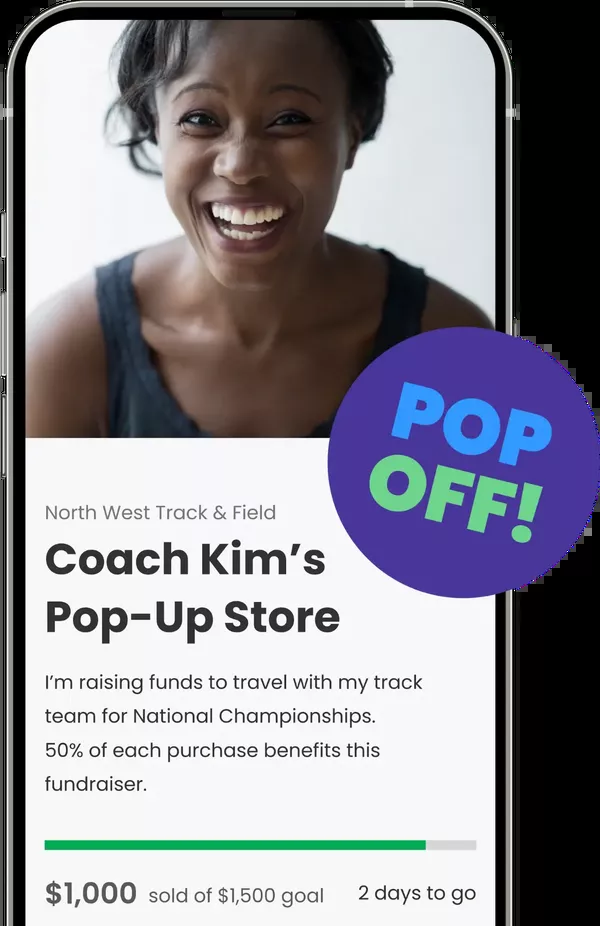 POP
OFF!
North West Track & Field
Coach Kim’s
Pop-Up Store
I’m raising funds to travel with my track
team for National Championships.
50% of each purchase benefits this
fundraiser.
$1,000 sold of $1,500 goal 2 days to go